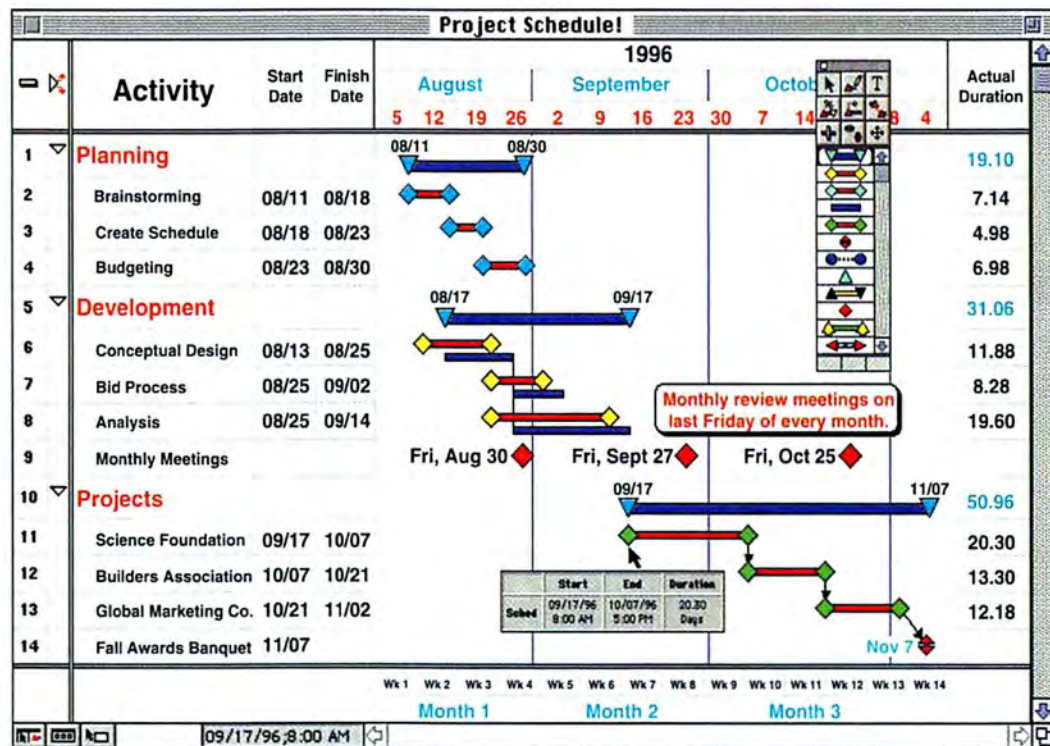 Project Schedule!
1996
Activity Start Date Finish Date August September Octob Actual Duration
5 12 19 26 2 9 16 23 30 7 14 8 4
1 Planning 08/11 08/30 19.10
2 Brainstorming 08/11 08/18 7.14
3 Create Schedule 08/18 08/23 4.98
4 Budgeting 08/23 08/30 6.98
5 Development 08/17 09/17 31.06
6 Conceptual Design 08/13 08/25 11.88
7 Bid Process 08/25 09/02 8.28
8 Analysis 08/25 09/14 19.60
Monthly review meetings on
last Friday of every month.
9 Monthly Meetings Fri, Aug 30 Fri, Sept 27 Fri, Oct 25
10 Projects 09/17 11/07 50.96
11 Science Foundation 09/17 10/07 20.30
12 Builders Association 10/07 10/21 13.30
Start End Duration
Sched 09/17/96 10/07/96 20.30
8:00 AM 5:00 PM Days
13 Global Marketing Co. 10/21 11/02 12.18
14 Fall Awards Banquet 11/07 Nov 7
Wk 1 Wk 2 Wk 3 Wk 4 Wk 5 Wk 6 Wk 7 Wk 8 Wk 9 Wk 10 Wk 11 Wk 12 Wk 13 Wk 14
Month 1 Month 2 Month 3
09/17/96;8:00 AM
T